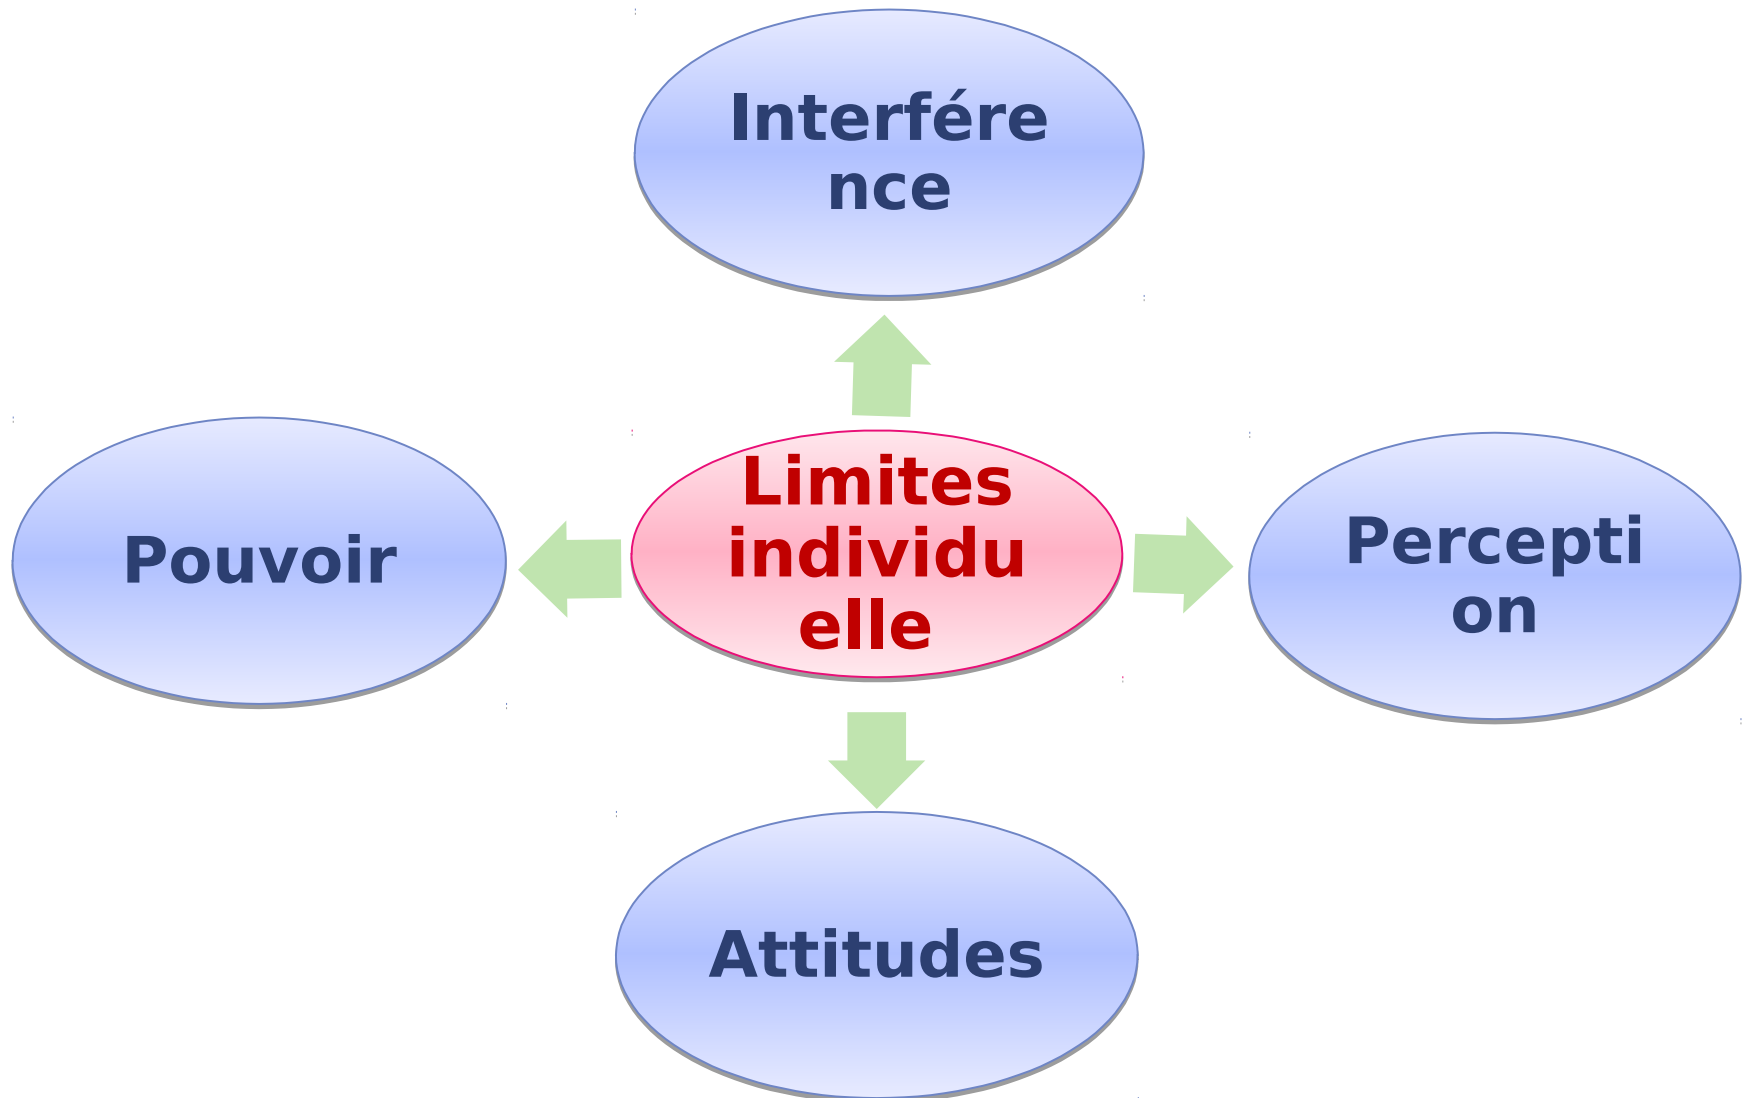 Interfére
nce
Pouvoir
Limites
individu
elle
Percepti
on
Attitudes